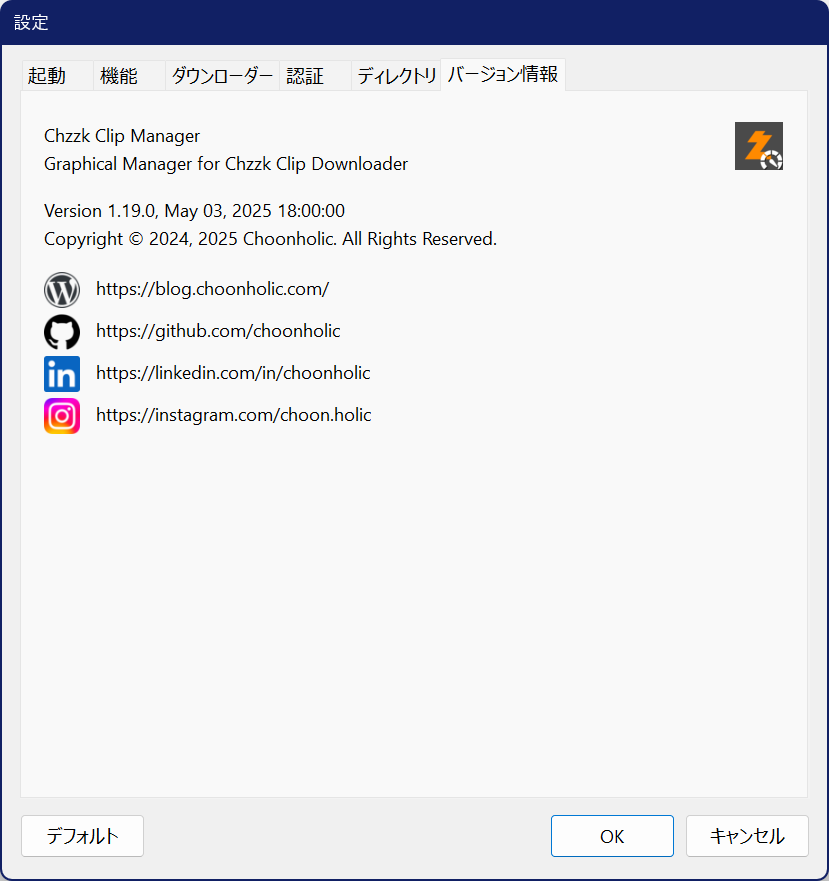 設定
起動 機能 ダウンローダー 認証 ディレクトリ バージョン情報
Chzzk Clip Manager
Graphical Manager for Chzzk Clip Downloader
Version 1.19.0, May 03, 2025 18:00:00
Copyright © 2024, 2025 Choonholic. All Rights Reserved.
https://blog.choonholic.com/
https://github.com/choonholic
https://linkedin.com/in/choonholic
https://instagram.com/choon.holic
デフォルト OK キャンセル